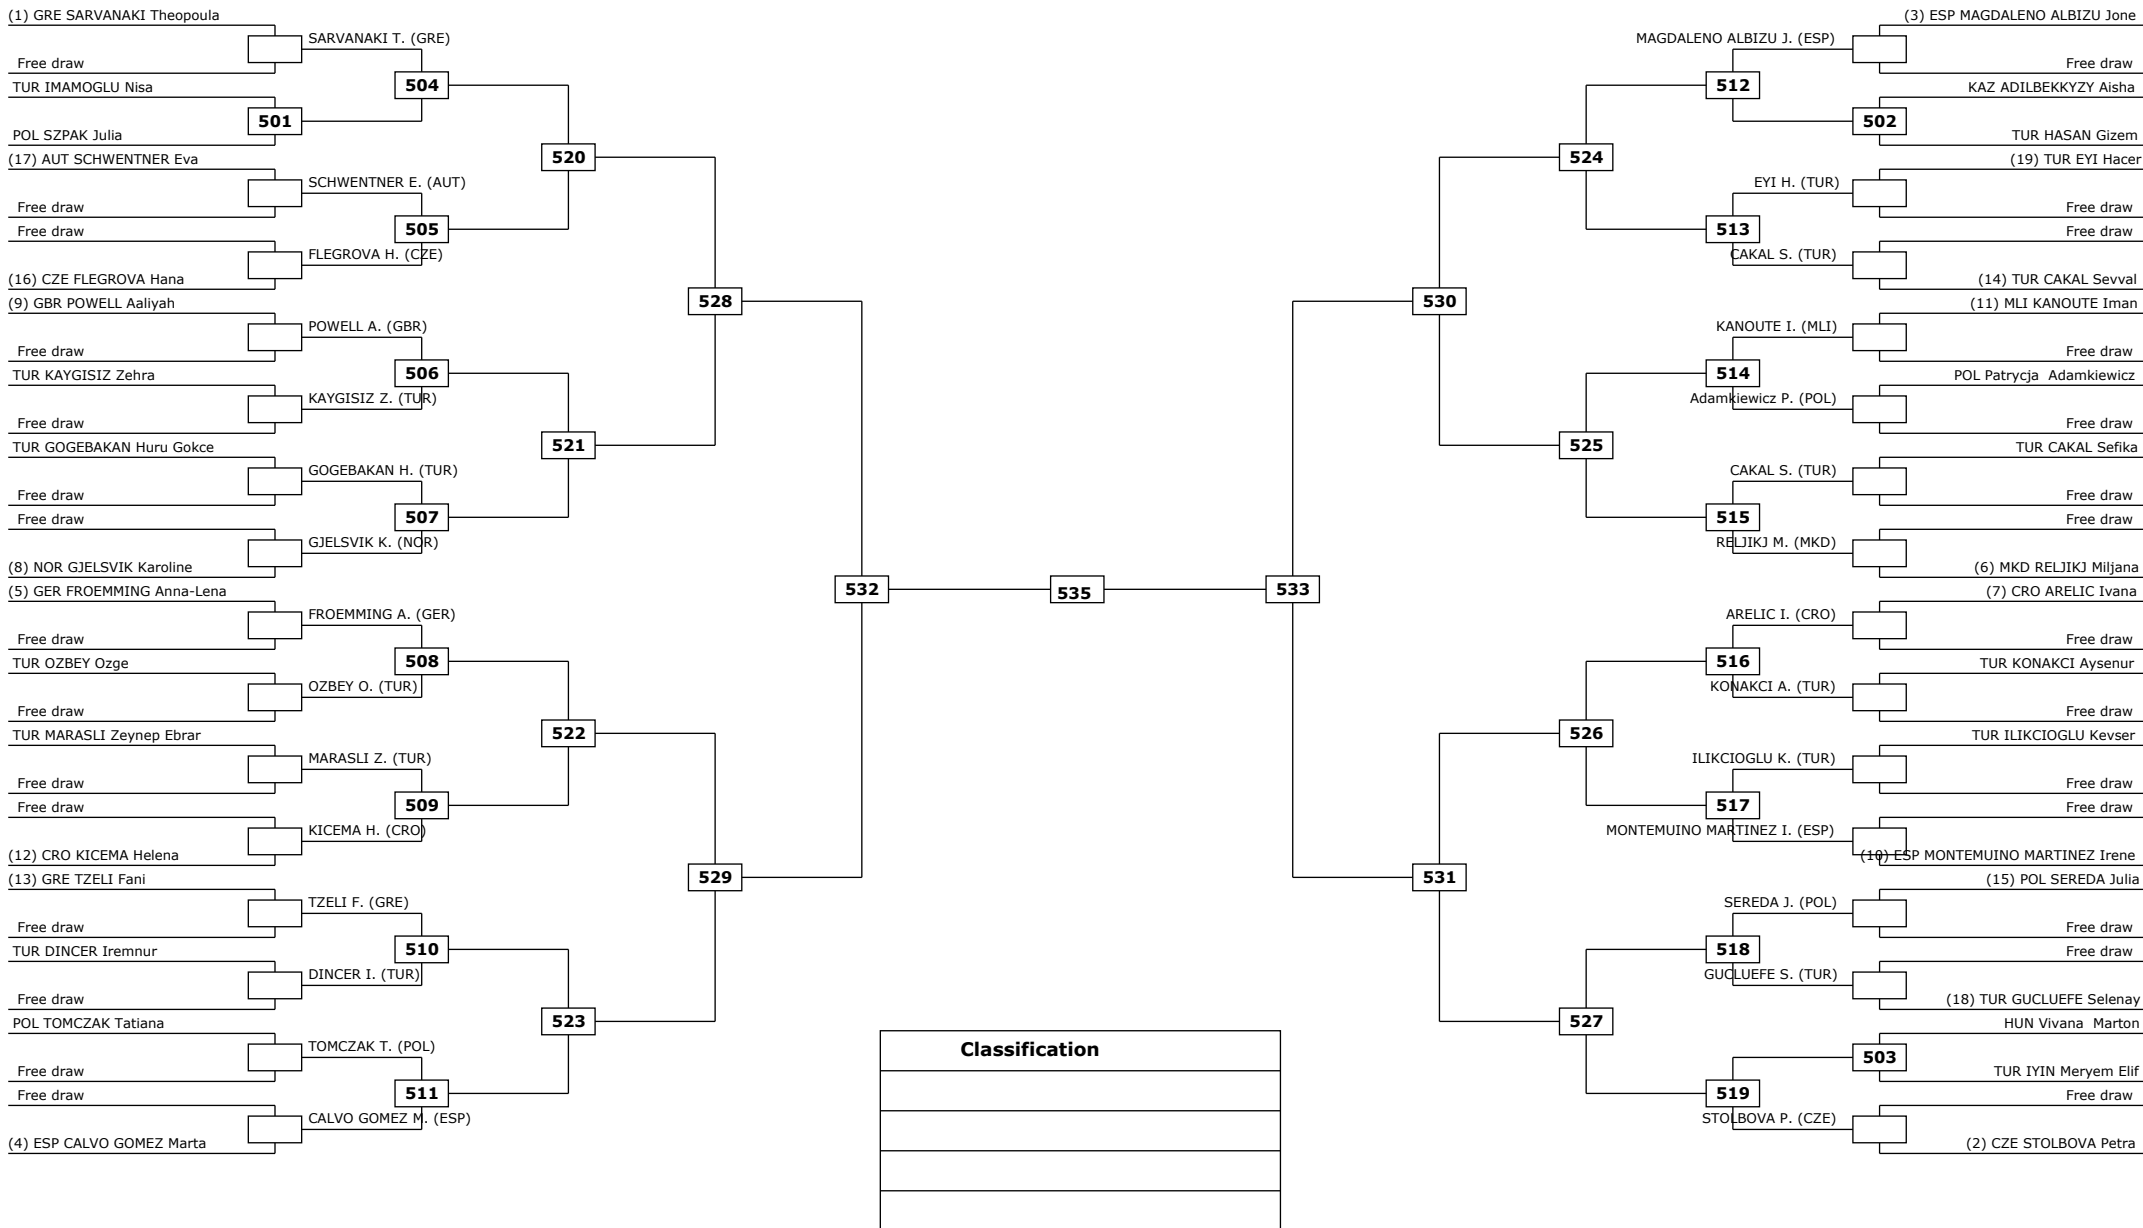 (1) GRE SARVANAKI Theopoula
SARVANAKI T. (GRE)
Free draw
504
TUR IMAMOGLU Nisa
501
POL SZPAK Julia
520
(17) AUT SCHWENTNER Eva
SCHWENTNER E. (AUT)
Free draw
505
Free draw
FLEGROVA H. (CZE)
(16) CZE FLEGROVA Hana
528
(9) GBR POWELL Aaliyah
POWELL A. (GBR)
Free draw
506
TUR KAYGISIZ Zehra
KAYGISIZ Z. (TUR)
Free draw
521
TUR GOGEBAKAN Huru Gokce
GOGEBAKAN H. (TUR)
Free draw
507
Free draw
GJELSVIK K. (NOR)
(8) NOR GJELSVIK Karoline
532
(5) GER FROEMMING Anna-Lena
FROEMMING A. (GER)
Free draw
508
TUR OZBEY Ozge
OZBEY O. (TUR)
Free draw
522
TUR MARASLI Zeynep Ebrar
MARASLI Z. (TUR)
Free draw
509
Free draw
KICEMA H. (CRO)
(12) CRO KICEMA Helena
529
(13) GRE TZELI Fani
TZELI F. (GRE)
Free draw
510
TUR DINCER Iremnur
DINCER I. (TUR)
Free draw
523
POL TOMCZAK Tatiana
TOMCZAK T. (POL)
Free draw
511
Free draw
CALVO GOMEZ M. (ESP)
(4) ESP CALVO GOMEZ Marta
535
(3) ESP MAGDALENO ALBIZU Jone
MAGDALENO ALBIZU J. (ESP)
Free draw
512
KAZ ADILBEKKYZY Aisha
502
TUR HASAN Gizem
524
(19) TUR EYI Hacer
EYI H. (TUR)
Free draw
513
Free draw
CAKAL S. (TUR)
(14) TUR CAKAL Sevval
530
(11) MLI KANOUTE Iman
KANOUTE I. (MLI)
Free draw
514
POL Patrycja  Adamkiewicz
Adamkiewicz P. (POL)
Free draw
525
TUR CAKAL Sefika
CAKAL S. (TUR)
Free draw
515
Free draw
RELJIKJ M. (MKD)
(6) MKD RELJIKJ Miljana
533
(7) CRO ARELIC Ivana
ARELIC I. (CRO)
Free draw
516
TUR KONAKCI Aysenur
KONAKCI A. (TUR)
Free draw
526
TUR ILIKCIOGLU Kevser
ILIKCIOGLU K. (TUR)
Free draw
517
Free draw
MONTEMUINO MARTINEZ I. (ESP)
(10) ESP MONTEMUINO MARTINEZ Irene
531
(15) POL SEREDA Julia
SEREDA J. (POL)
Free draw
518
Free draw
GUCLUEFE S. (TUR)
(18) TUR GUCLUEFE Selenay
527
HUN Vivana  Marton
503
TUR IYIN Meryem Elif
519
Free draw
STOLBOVA P. (CZE)
(2) CZE STOLBOVA Petra
Classification